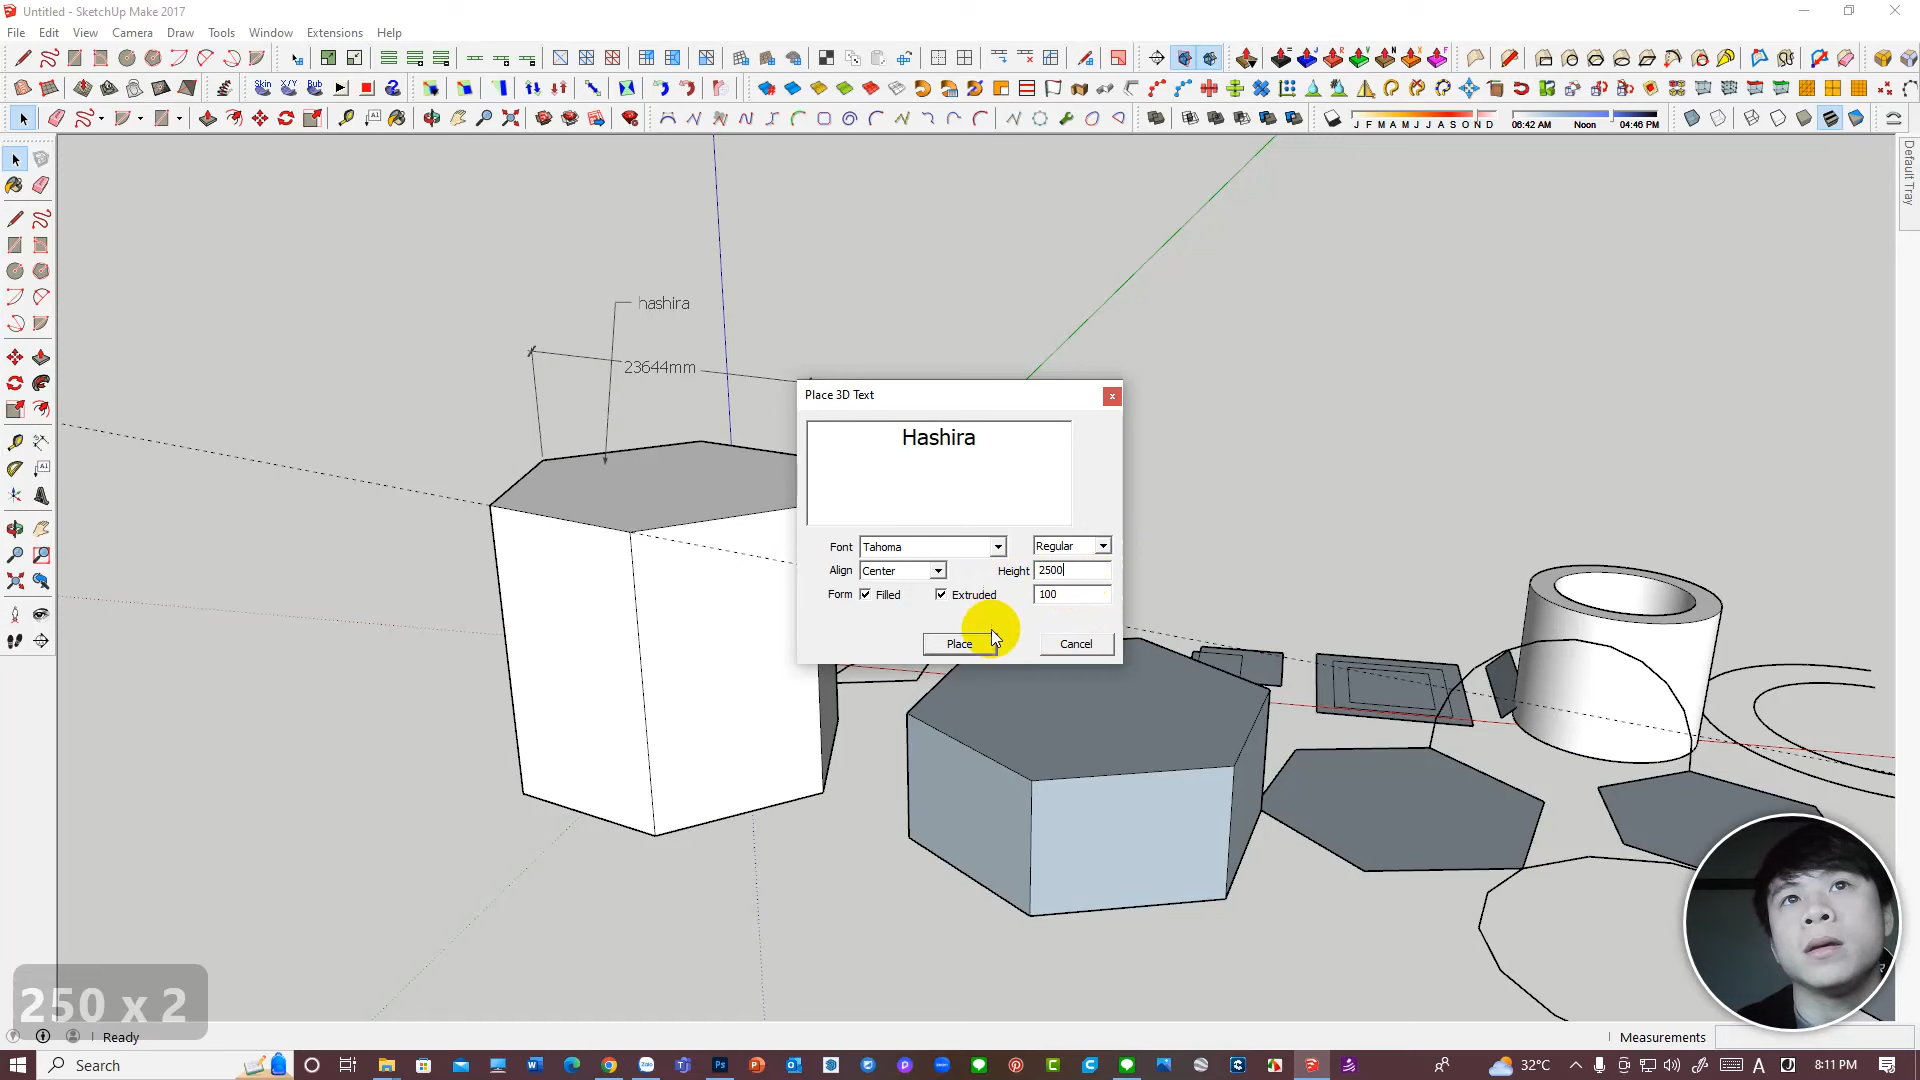 Untitled - SketchUp Make 2017
File Edit View Camera Draw Tools Window Extensions Help
Skin X/Y Bub
J F M A M J J A S O N D 06:42 AM Noon 04:46 PM
Default Tray
hashira
23644mm
Place 3D Text
Hashira
Font Tahoma Regular
Align Center Height 2500
Form Filled Extruded 100
Place Cancel
250 x 2
Ready Measurements
Search 32°C 8:11 PM